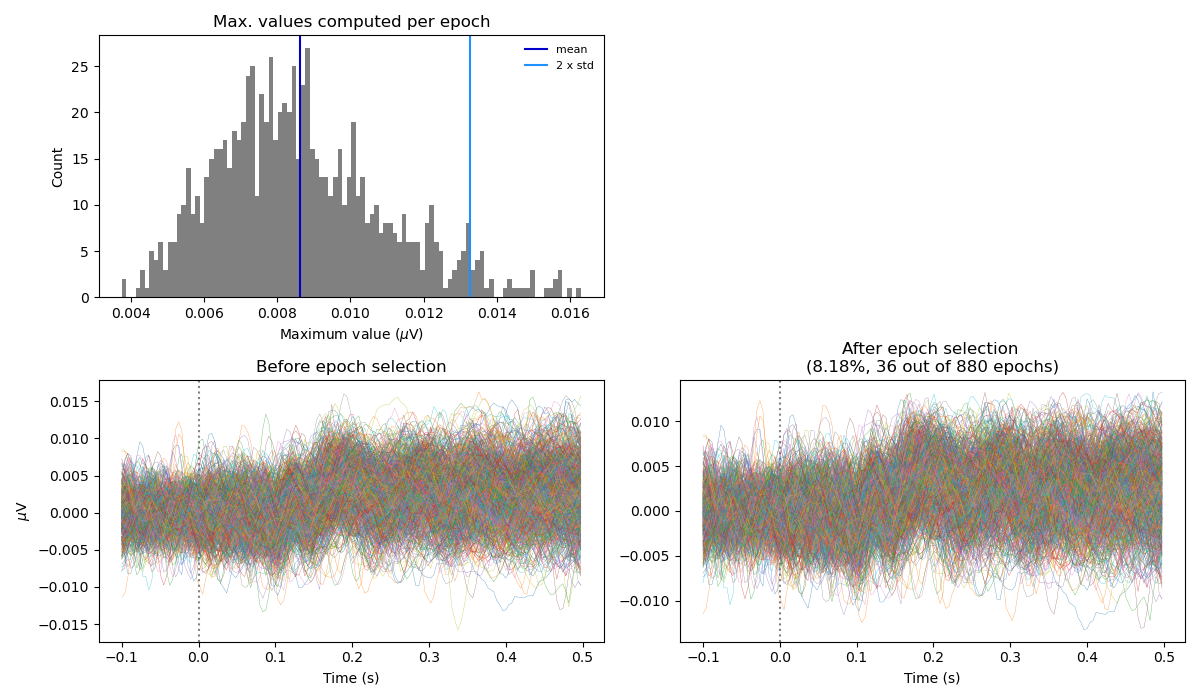 Max. values computed per epoch
mean
2 x std
25
20
15
10
5
0
Count
0.004 0.006 0.008 0.010 0.012 0.014 0.016
Maximum value (μV)
Before epoch selection
0.015
0.010
0.005
0.000
−0.005
−0.010
−0.015
μV
−0.1 0.0 0.1 0.2 0.3 0.4 0.5
Time (s)
After epoch selection
(8.18%, 36 out of 880 epochs)
0.010
0.005
0.000
−0.005
−0.010
−0.1 0.0 0.1 0.2 0.3 0.4 0.5
Time (s)